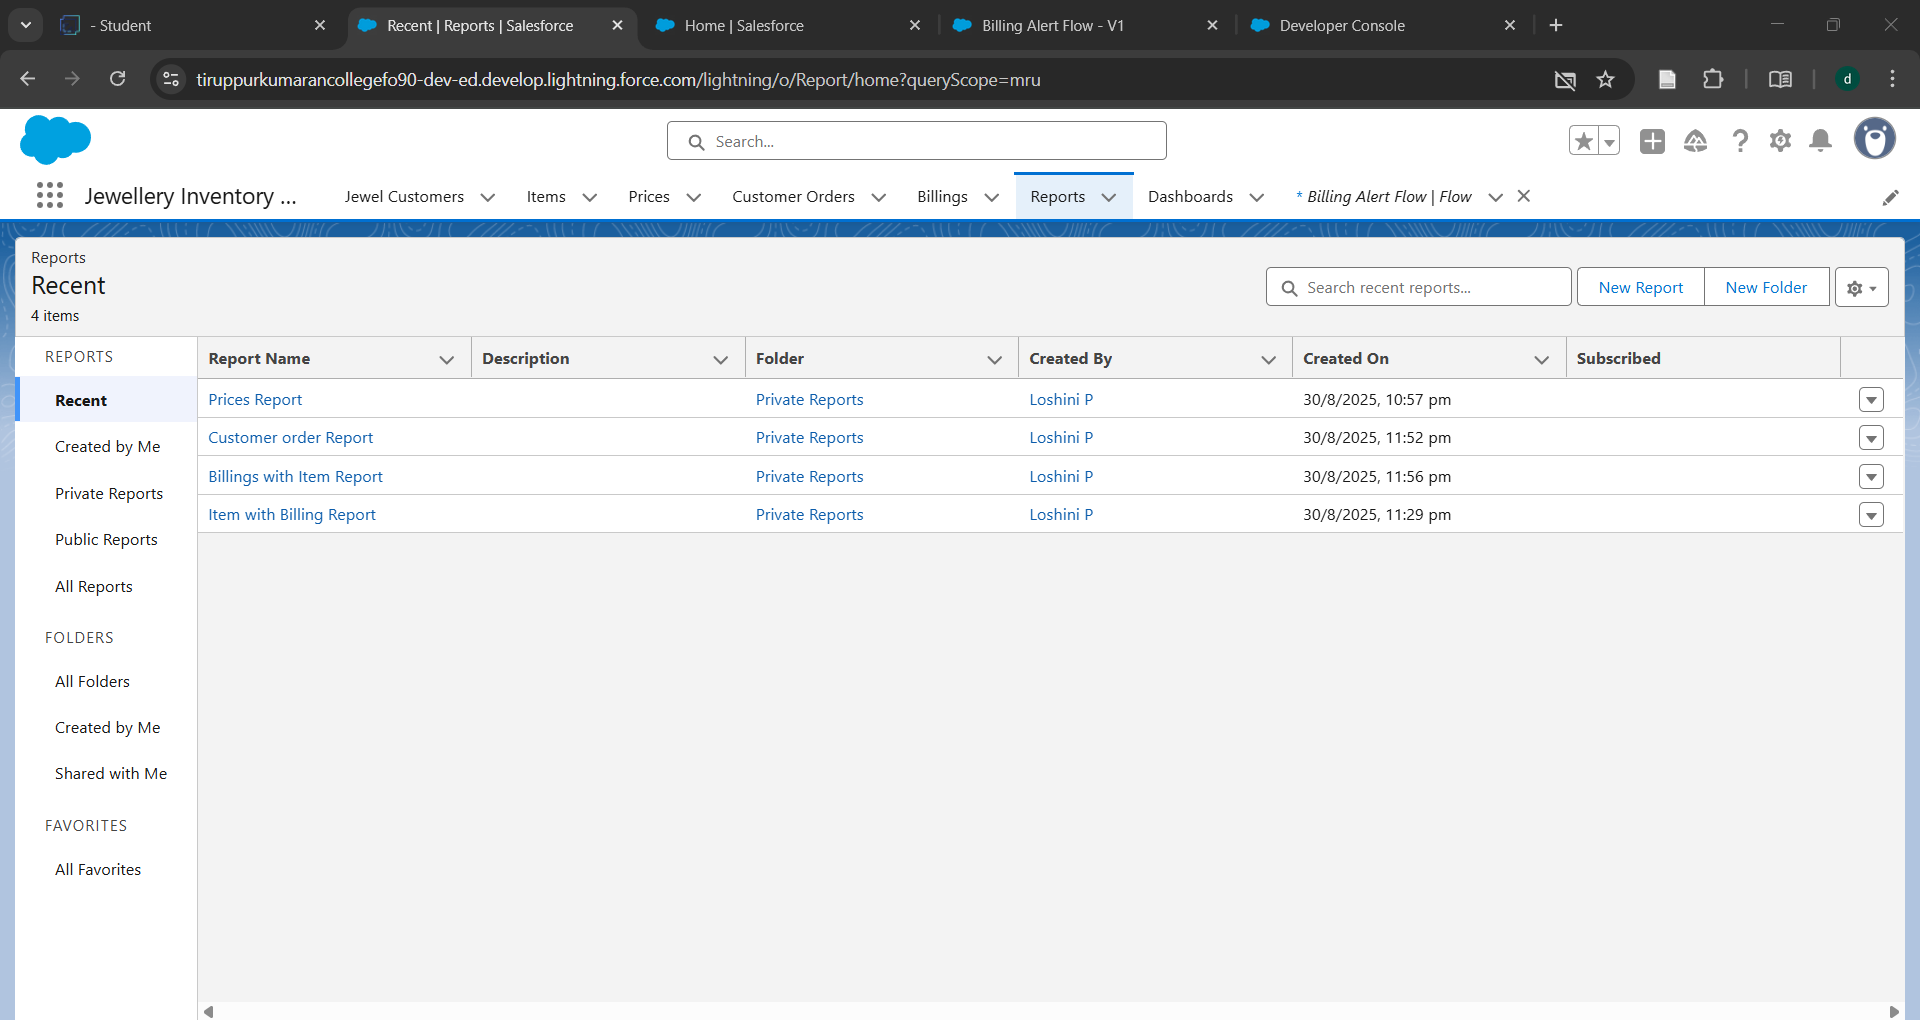 - Student
Recent | Reports | Salesforce
Home | Salesforce
Billing Alert Flow - V1
Developer Console
tiruppurkumarancollegefo90-dev-ed.develop.lightning.force.com/lightning/o/Report/home?queryScope=mru
d
Search...
Jewellery Inventory ...
Jewel Customers
Items
Prices
Customer Orders
Billings
Reports
Dashboards
* Billing Alert Flow | Flow
Reports
Recent
4 items
Search recent reports...
New Report
New Folder
REPORTS
Recent
Created by Me
Private Reports
Public Reports
All Reports
FOLDERS
All Folders
Created by Me
Shared with Me
FAVORITES
All Favorites
Report Name Description Folder Created By Created On Subscribed
Prices Report Private Reports Loshini P 30/8/2025, 10:57 pm
Customer order Report Private Reports Loshini P 30/8/2025, 11:52 pm
Billings with Item Report Private Reports Loshini P 30/8/2025, 11:56 pm
Item with Billing Report Private Reports Loshini P 30/8/2025, 11:29 pm